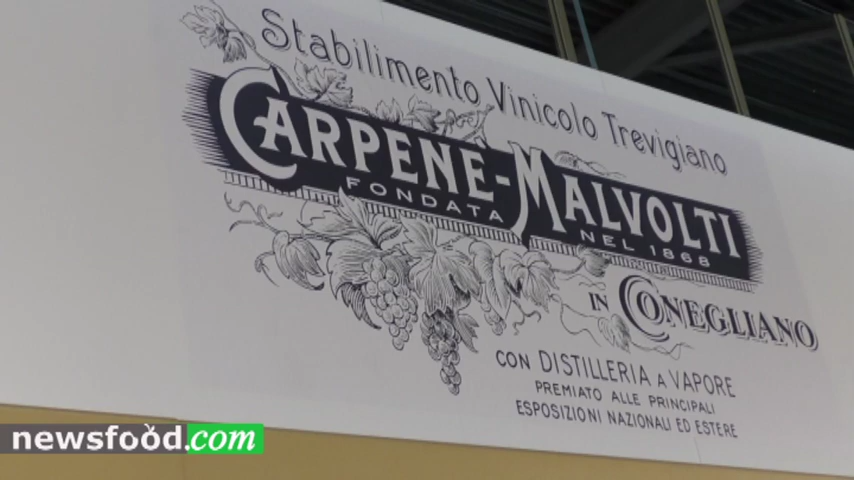 Stabilimento Vinicolo Trevigiano
CARPENE-MALVOLTI
FONDATA NEL 1868
IN CONEGLIANO
CON DISTILLERIA A VAPORE
PREMIATO ALLE PRINCIPALI
ESPOSIZIONI NAZIONALI ED ESTERE
newsfood.com